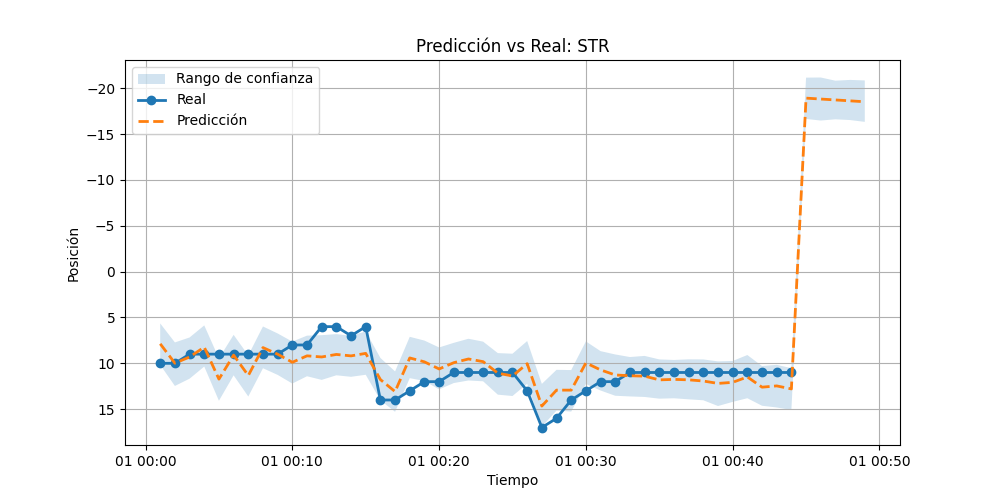 Predicción vs Real: STR
Rango de confianza
Real
Predicción
Posición
−20
−15
−10
−5
0
5
10
15
01 00:00
01 00:10
01 00:20
01 00:30
01 00:40
01 00:50
Tiempo